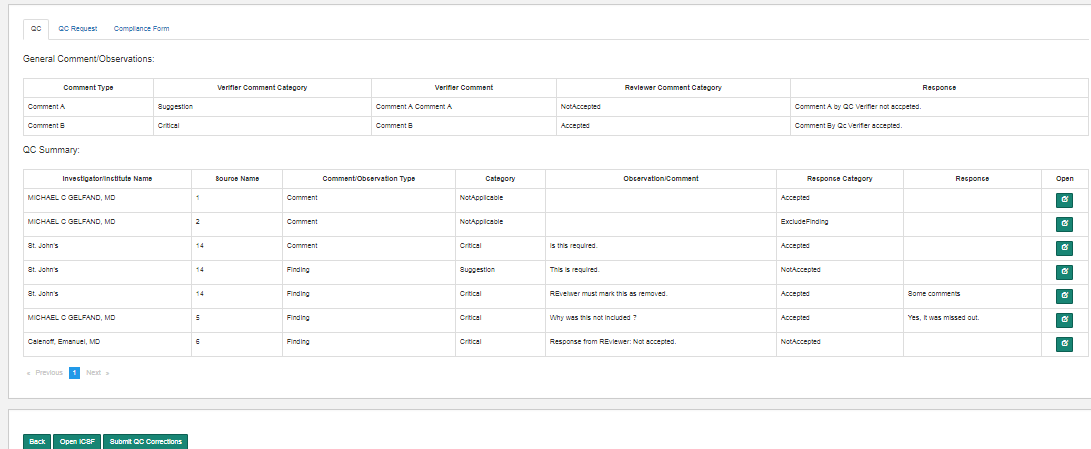 QC QC Request Compliance Form
General Comment/Observations:
Comment Type Verifier Comment Category Verifier Comment Reviewer Comment Category Response
Comment A Suggestion Comment A Comment A NotAccepted Comment A by QC Verifier not accpeted.
Comment B Critical Comment B Accepted Comment By Qc Verifier accepted.
QC Summary:
Investigator/Institute Name Source Name Comment/Observation Type Category Observation/Comment Response Category Response Open
MICHAEL C GELFAND, MD 1 Comment NotApplicable Accepted
MICHAEL C GELFAND, MD 2 Comment NotApplicable ExcludeFinding
St. John's 14 Comment Critical Is this required. Accepted
St. John's 14 Finding Suggestion This is required. NotAccepted
St. John's 14 Finding Critical REveiwer must mark this as removed. Accepted Some comments
MICHAEL C GELFAND, MD 5 Finding Critical Why was this not included ? Accepted Yes, it was missed out.
Calenoff, Emanuel, MD 6 Finding Critical Response from REviewer: Not accepted. NotAccepted
« Previous 1 Next »
Back Open ICSF Submit QC Corrections